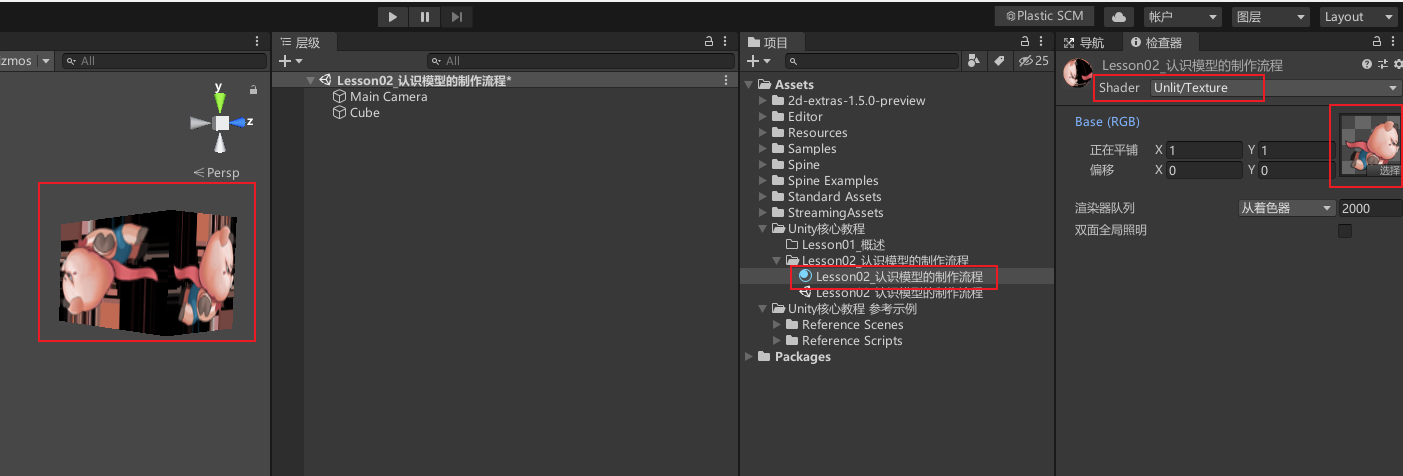 Plastic SCM
帐户
图层
Layout
izmos
All
y
z
Persp
层级
All
Lesson02_认识模型的制作流程*
Main Camera
Cube
项目
25
Assets
2d-extras-1.5.0-preview
Editor
Resources
Samples
Spine
Spine Examples
Standard Assets
StreamingAssets
Unity核心教程
Lesson01_概述
Lesson02_认识模型的制作流程
Lesson02_认识模型的制作流程
Lesson02_认识模型的制作流程
Unity核心教程 参考示例
Reference Scenes
Reference Scripts
Packages
导航
检查器
Lesson02_认识模型的制作流程
Shader Unlit/Texture
Base (RGB)
正在平铺 X 1 Y 1
偏移 X 0 Y 0
选择
渲染器队列 从着色器 2000
双面全局照明